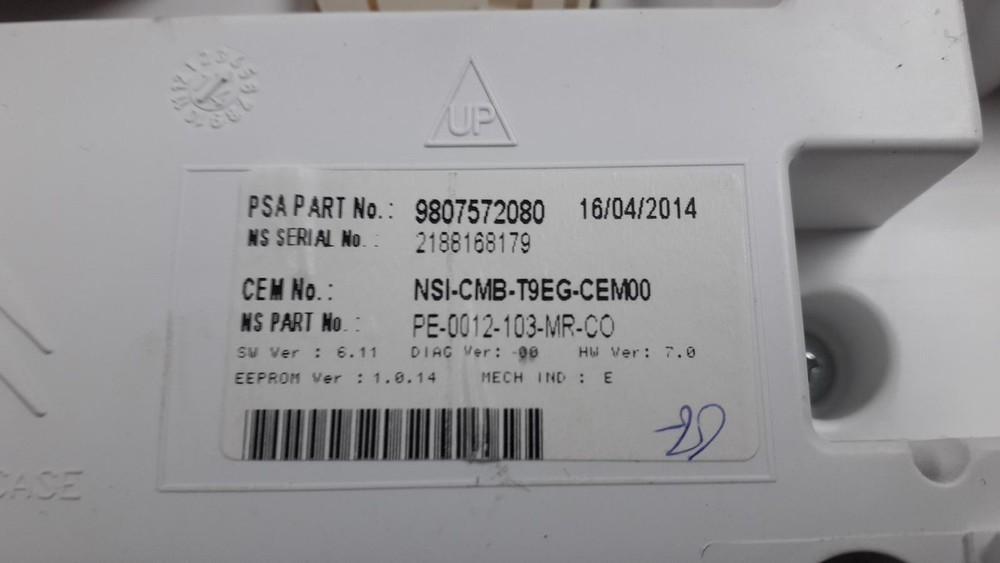 UP
PSA PART No. : 9807572080 16/04/2014
NS SERIAL No. : 2188168179
CEM No. : NSI-CMB-T9EG-CEM00
NS PART No. : PE-0012-103-MR-CO
SW Ver : 6.11 DIAG Ver: 00 HW Ver: 7.0
EEPROM Ver : 1.0.14 MECH IND : E
CASE